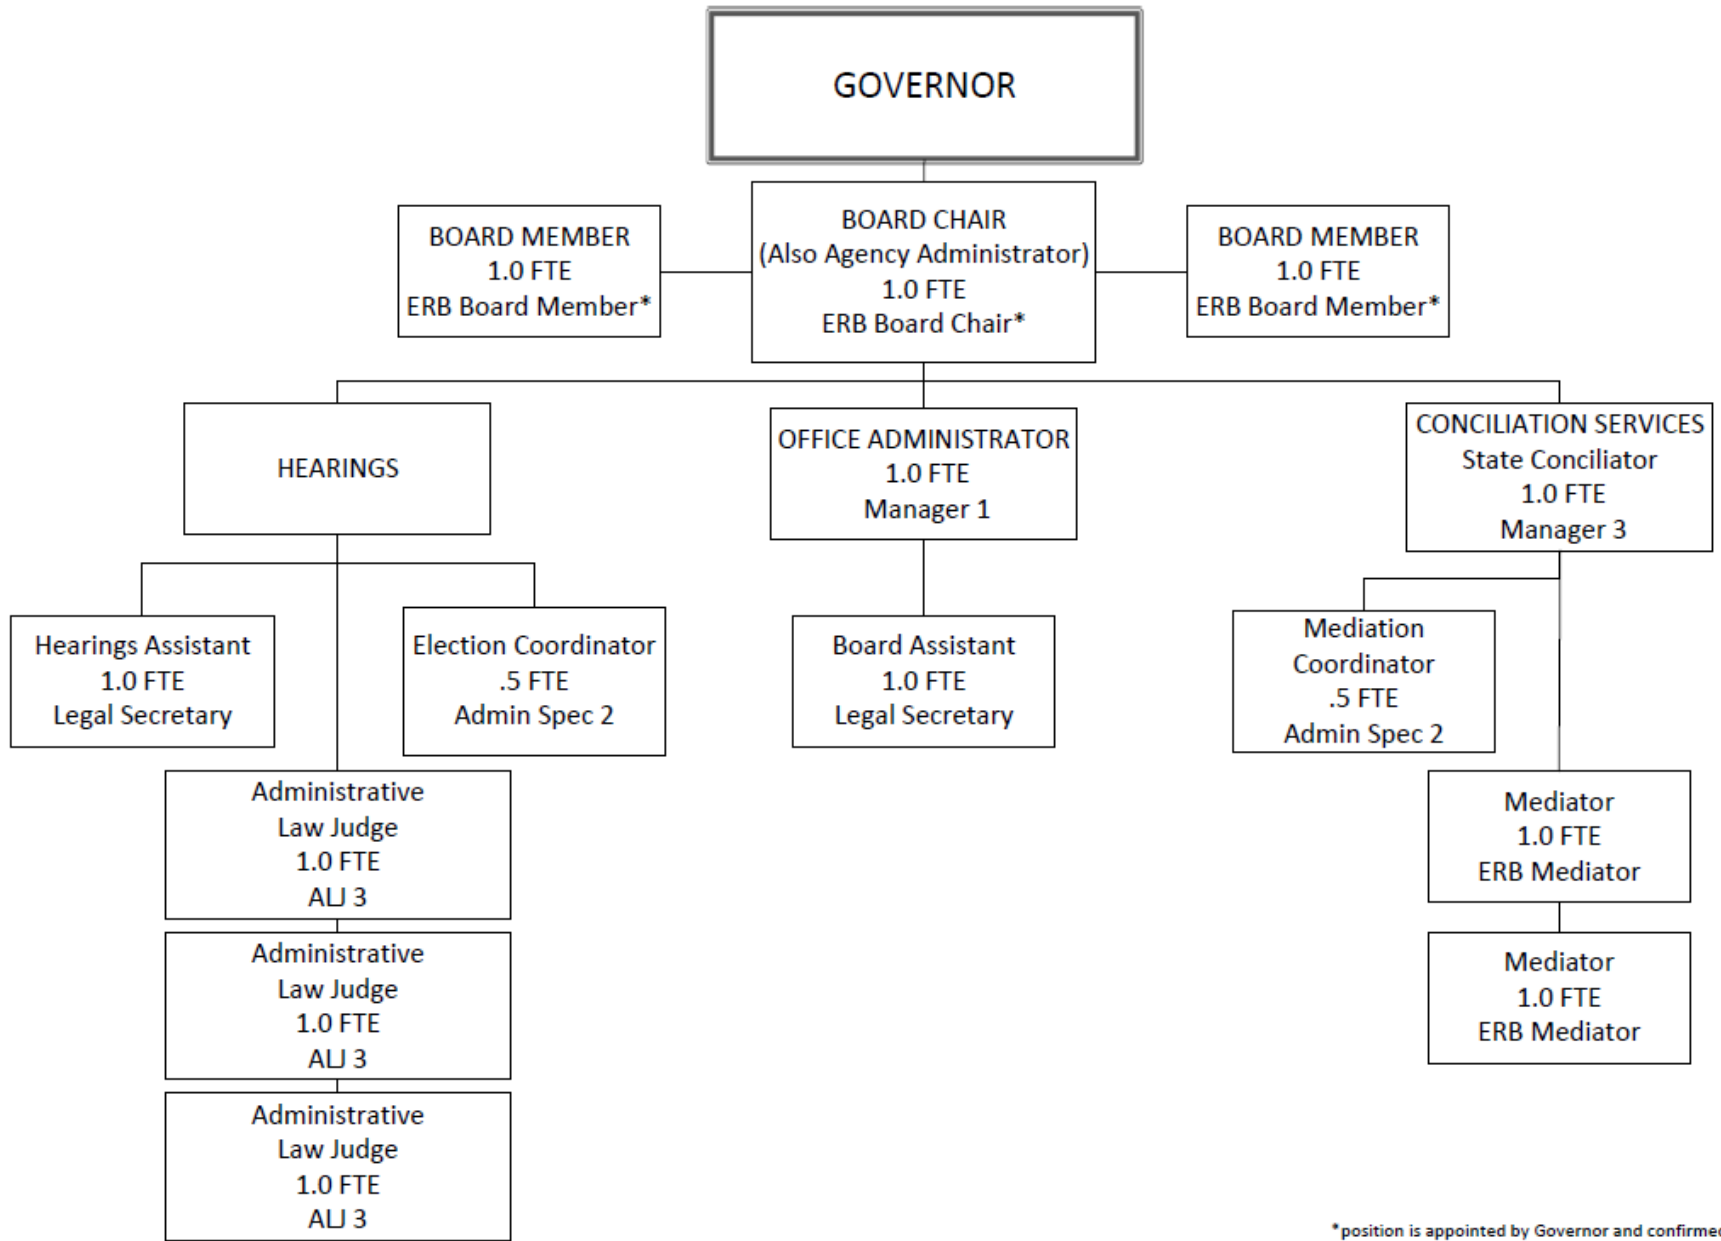 GOVERNOR
BOARD MEMBER
1.0 FTE
ERB Board Member*
BOARD CHAIR
(Also Agency Administrator)
1.0 FTE
ERB Board Chair*
BOARD MEMBER
1.0 FTE
ERB Board Member*
HEARINGS
OFFICE ADMINISTRATOR
1.0 FTE
Manager 1
CONCILIATION SERVICES
State Conciliator
1.0 FTE
Manager 3
Hearings Assistant
1.0 FTE
Legal Secretary
Election Coordinator
.5 FTE
Admin Spec 2
Board Assistant
1.0 FTE
Legal Secretary
Mediation
Coordinator
.5 FTE
Admin Spec 2
Administrative
Law Judge
1.0 FTE
ALJ 3
Mediator
1.0 FTE
ERB Mediator
Administrative
Law Judge
1.0 FTE
ALJ 3
Mediator
1.0 FTE
ERB Mediator
Administrative
Law Judge
1.0 FTE
ALJ 3
*position is appointed by Governor and confirmed